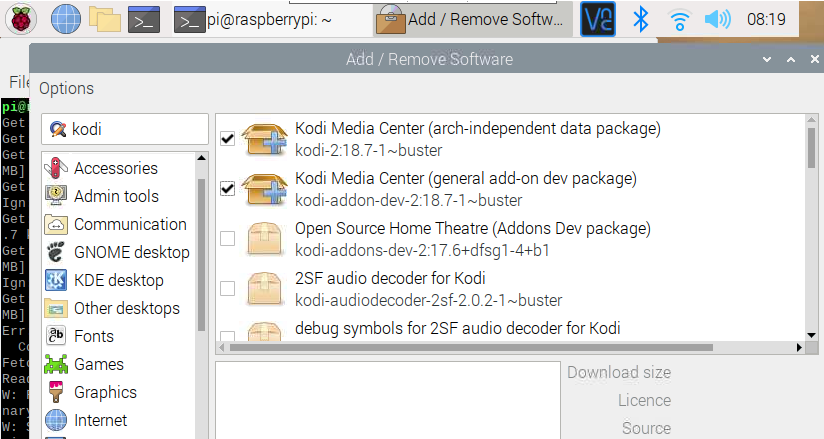 pi@raspberrypi: ~
Add / Remove Softw...
VNC
08:19
Add / Remove Software
File
Options
pi@r
Get
Get
Get
MB]
Get
Ign
Get
.7
Get
MB]
Ign
Get
MB]
Err
Co
Fetc
Read
W:
nary
W: S
kodi
Accessories
Admin tools
Communication
GNOME desktop
KDE desktop
Other desktops
Fonts
Games
Graphics
Internet
Kodi Media Center (arch-independent data package)
kodi-2:18.7-1~buster
Kodi Media Center (general add-on dev package)
kodi-addon-dev-2:18.7-1~buster
Open Source Home Theatre (Addons Dev package)
kodi-addons-dev-2:17.6+dfsg1-4+b1
2SF audio decoder for Kodi
kodi-audiodecoder-2sf-2.0.2-1~buster
debug symbols for 2SF audio decoder for Kodi
Download size
Licence
Source